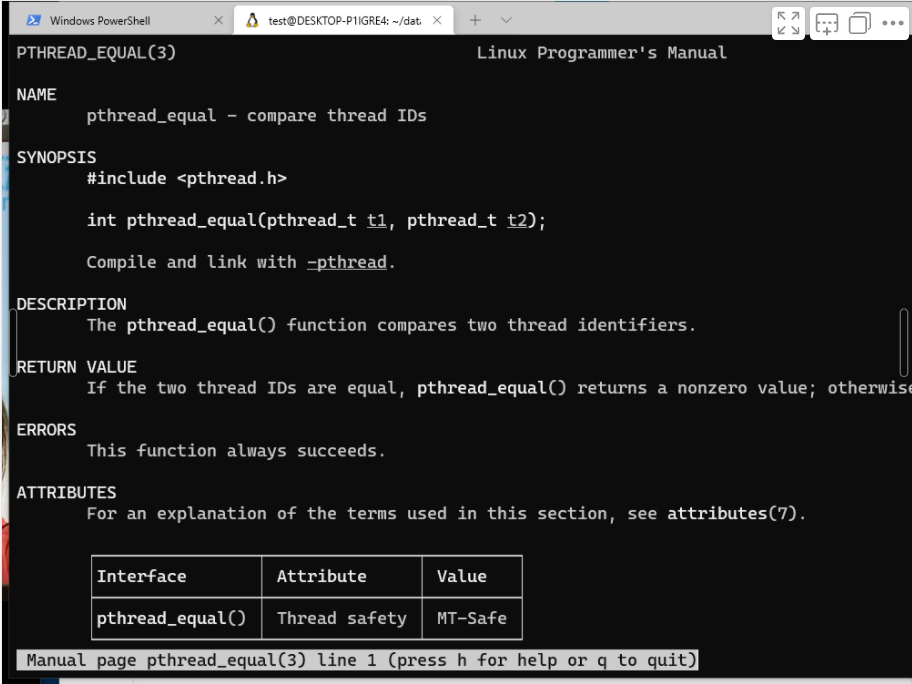 Windows PowerShell
test@DESKTOP-P1IGRE4: ~/data
PTHREAD_EQUAL(3) Linux Programmer's Manual
NAME
pthread_equal - compare thread IDs
SYNOPSIS
#include <pthread.h>
int pthread_equal(pthread_t t1, pthread_t t2);
Compile and link with -pthread.
DESCRIPTION
The pthread_equal() function compares two thread identifiers.
RETURN VALUE
If the two thread IDs are equal, pthread_equal() returns a nonzero value; otherwise
ERRORS
This function always succeeds.
ATTRIBUTES
For an explanation of the terms used in this section, see attributes(7).
Interface Attribute Value
pthread_equal() Thread safety MT-Safe
Manual page pthread_equal(3) line 1 (press h for help or q to quit)